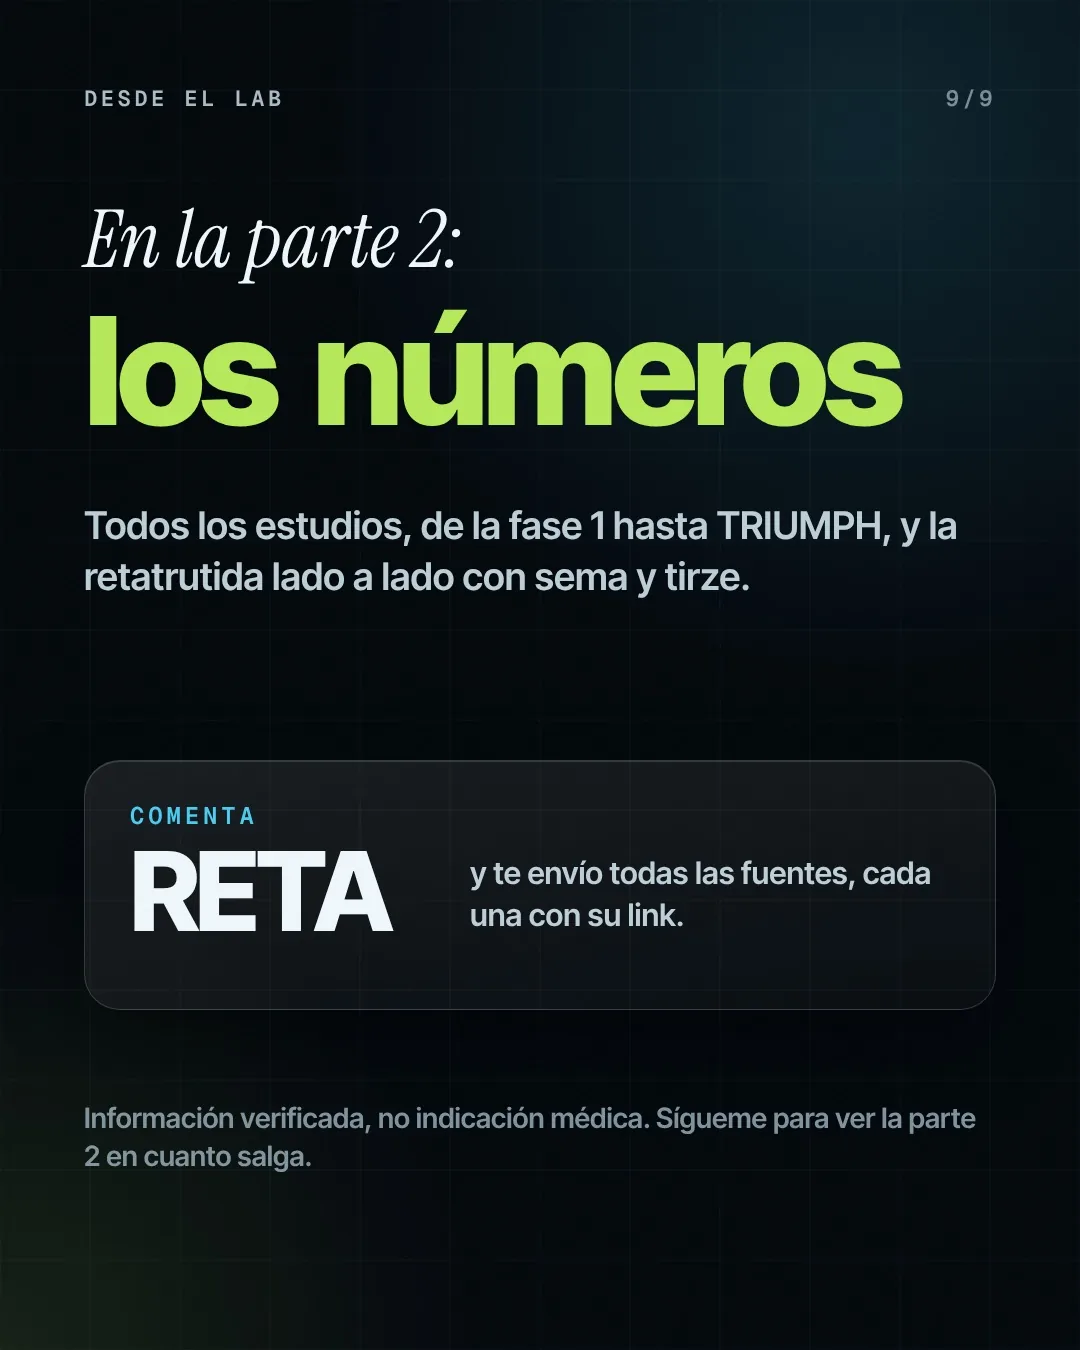 DESDE EL LAB
9/9
En la parte 2:
los números
Todos los estudios, de la fase 1 hasta TRIUMPH, y la
retatrutida lado a lado con sema y tirze.
COMENTA
RETA
y te envío todas las fuentes, cada
una con su link.
Información verificada, no indicación médica. Sígueme para ver la parte
2 en cuanto salga.